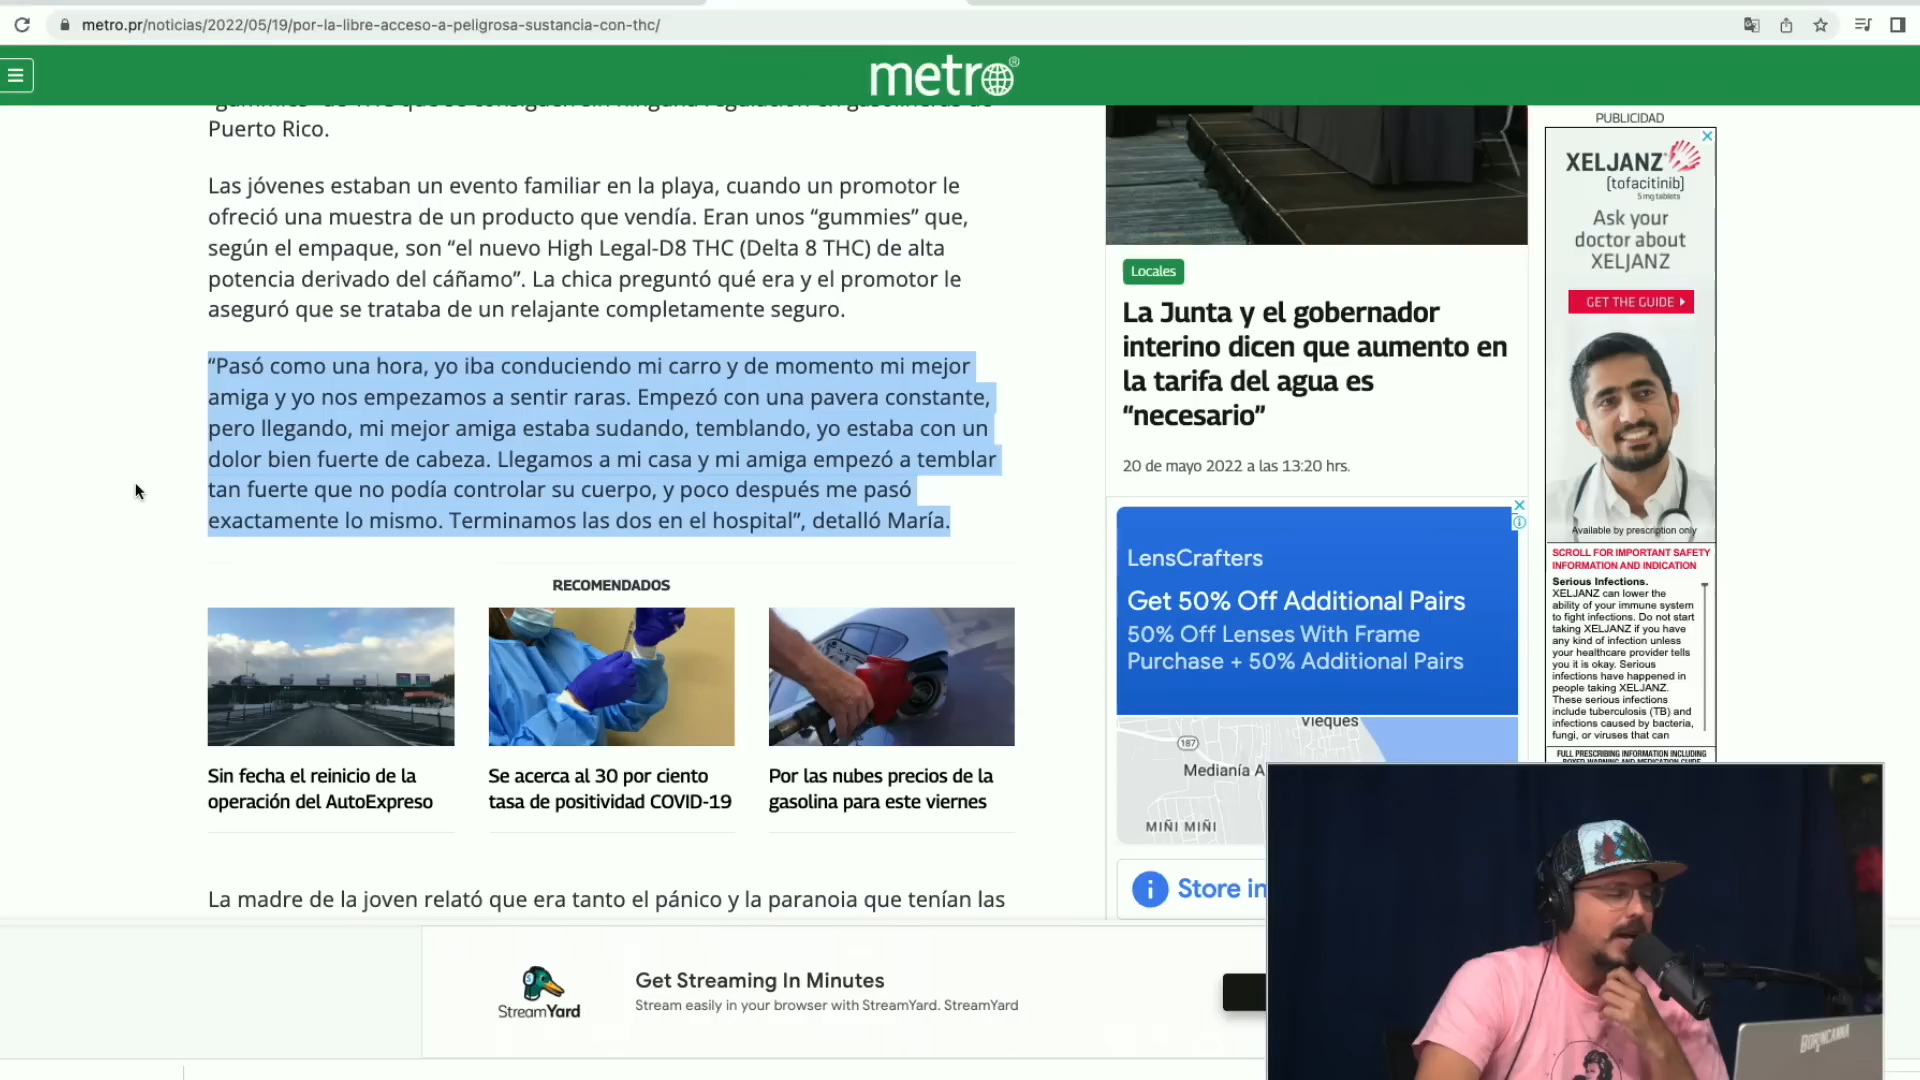 metro.pr/noticias/2022/05/19/por-la-libre-acceso-a-peligrosa-sustancia-con-thc/
metro
Puerto Rico.
Las jóvenes estaban un evento familiar en la playa, cuando un promotor le
ofreció una muestra de un producto que vendía. Eran unos “gummies” que,
según el empaque, son “el nuevo High Legal-D8 THC (Delta 8 THC) de alta
potencia derivado del cáñamo”. La chica preguntó qué era y el promotor le
aseguró que se trataba de un relajante completamente seguro.
“Pasó como una hora, yo iba conduciendo mi carro y de momento mi mejor
amiga y yo nos empezamos a sentir raras. Empezó con una pavera constante,
pero llegando, mi mejor amiga estaba sudando, temblando, yo estaba con un
dolor bien fuerte de cabeza. Llegamos a mi casa y mi amiga empezó a temblar
tan fuerte que no podía controlar su cuerpo, y poco después me pasó
exactamente lo mismo. Terminamos las dos en el hospital”, detalló María.
RECOMENDADOS
Sin fecha el reinicio de la
operación del AutoExpreso
Se acerca al 30 por ciento
tasa de positividad COVID-19
Por las nubes precios de la
gasolina para este viernes
La madre de la joven relató que era tanto el pánico y la paranoia que tenían las
Locales
La Junta y el gobernador
interino dicen que aumento en
la tarifa del agua es
“necesario”
20 de mayo 2022 a las 13:20 hrs.
LensCrafters
Get 50% Off Additional Pairs
50% Off Lenses With Frame
Purchase + 50% Additional Pairs
Vieques
187
Medianía A
MIÑI MIÑI
Store in
PUBLICIDAD
XELJANZ
(tofacitinib)
5 mg tablets
Ask your
doctor about
XELJANZ
GET THE GUIDE
Available by prescription only
SCROLL FOR IMPORTANT SAFETY
INFORMATION AND INDICATION
Serious Infections.
XELJANZ can lower the
ability of your immune system
to fight infections. Do not start
taking XELJANZ if you have
any kind of infection unless
your healthcare provider tells
you it is okay. Serious
infections have happened in
people taking XELJANZ.
These serious infections
include tuberculosis (TB) and
infections caused by bacteria,
fungi, or viruses that can
FULL PRESCRIBING INFORMATION INCLUDING
StreamYard
Get Streaming In Minutes
Stream easily in your browser with StreamYard. StreamYard
BORINCANNA